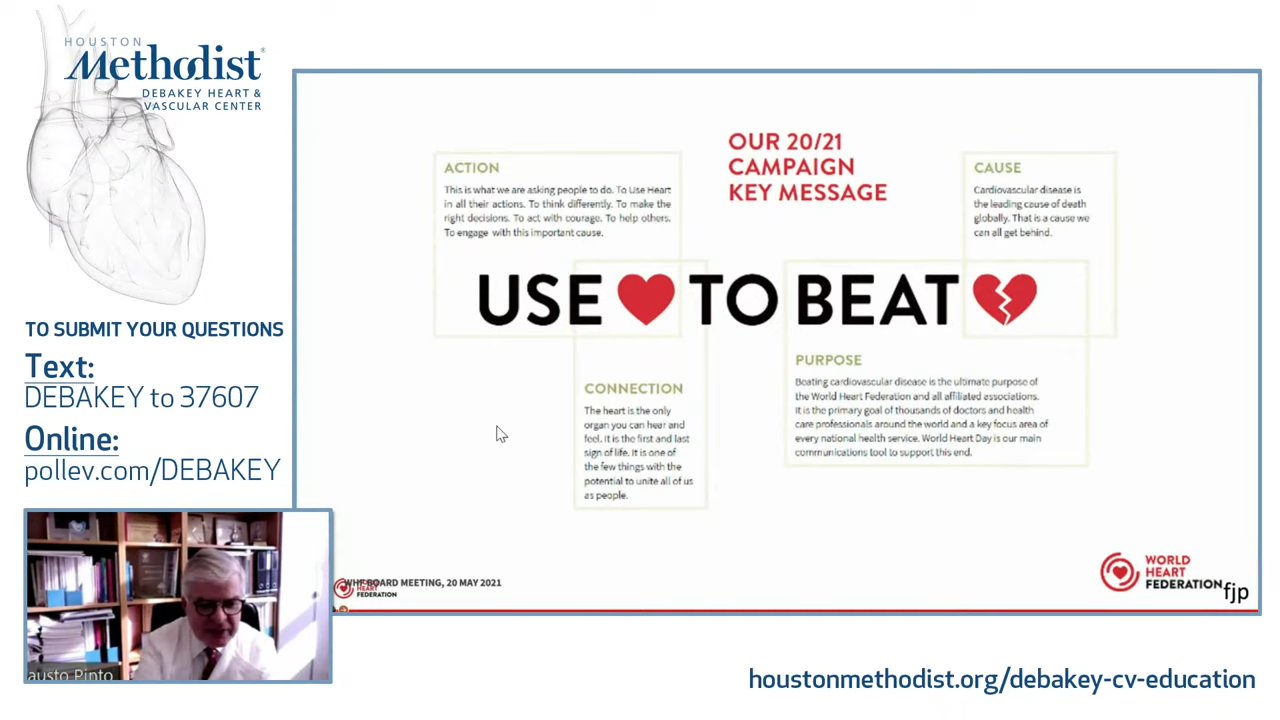 HOUSTON
Methodist®
DEBAKEY HEART &
VASCULAR CENTER
TO SUBMIT YOUR QUESTIONS
Text:
DEBAKEY to 37607
Online:
pollev.com/DEBAKEY
austo Pinto
OUR 20/21
CAMPAIGN
KEY MESSAGE
ACTION
This is what we are asking people to do. To Use Heart
in all their actions. To think differently. To make the
right decisions. To act with courage. To help others.
To engage with this important cause.
CAUSE
Cardiovascular disease is
the leading cause of death
globally. That is a cause we
can all get behind.
USE TO BEAT
CONNECTION
The heart is the only
organ you can hear and
feel. It is the first and last
sign of life. It is one of
the few things with the
potential to unite all of us
as people.
PURPOSE
Beating cardiovascular disease is the ultimate purpose of
the World Heart Federation and all affiliated associations.
It is the primary goal of thousands of doctors and health
care professionals around the world and a key focus area of
every national health service. World Heart Day is our main
communications tool to support this end.
WHF BOARD MEETING, 20 MAY 2021
HEART
FEDERATION
WORLD
HEART
FEDERATION
fjp
houstonmethodist.org/debakey-cv-education